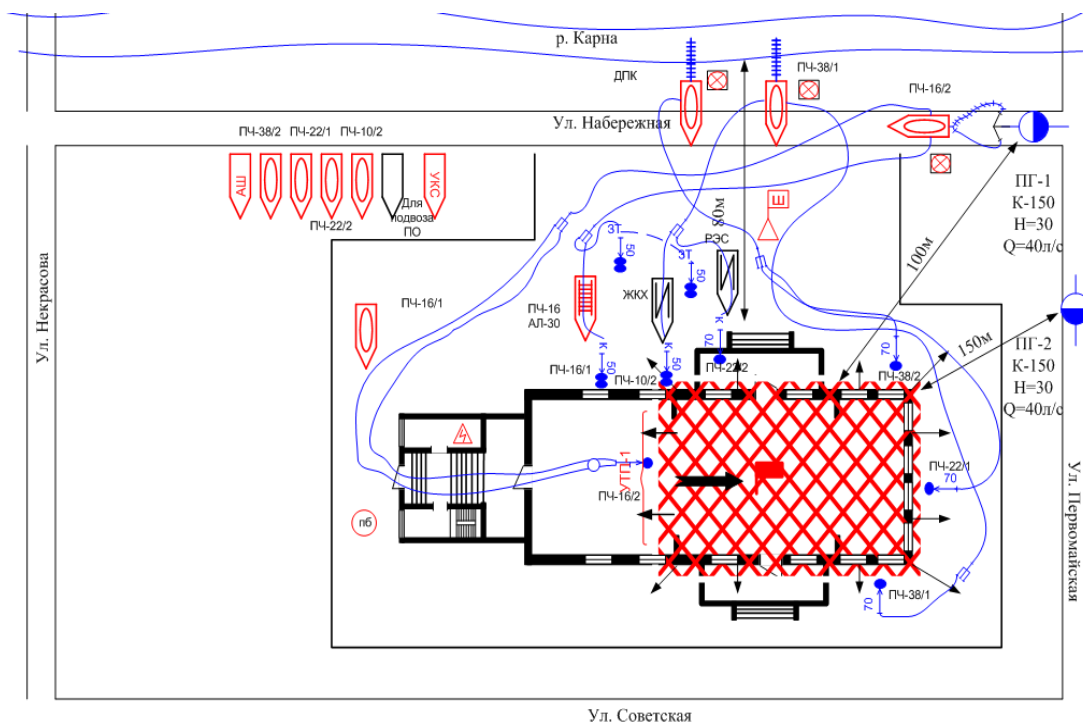 р. Карна
ДПК
ПЧ-38/1
ПЧ-16/2
Ул. Набережная
ПЧ-38/2
ПЧ-22/1
ПЧ-10/2
АШ
УКС
Для
подвоза
ПО
ПЧ-22/2
ПГ-1
К-150
Н=30
Q=40л/с
Ш
80м
100м
3Т
50
3Т
50
РЭС
ЖКХ
ПЧ-16/1
ПЧ-16
АЛ-30
Ул. Некрасова
150м
ПГ-2
К-150
Н=30
Q=40л/с
К
50
К
50
К
70
70
ПЧ-16/1
ПЧ-10/2
ПЧ-22/2
ПЧ-38/2
УТП-1
ПЧ-16/2
ПЧ-22/1
70
пб
70
ПЧ-38/1
Ул. Первомайская
Ул. Советская